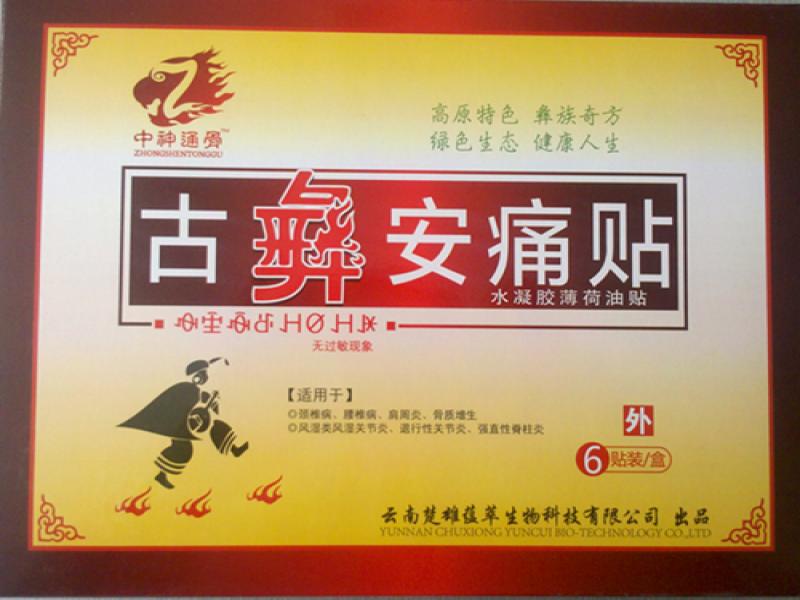 中神通骨™
ZHONGSHENTONGGU
高原特色 彝族奇方
绿色生态 健康人生
古彝安痛贴
水凝胶薄荷油贴
无过敏现象
【适用于】
◎颈椎病、腰椎病、肩周炎、骨质增生
◎风湿类风湿关节炎、退行性关节炎、强直性脊柱炎
外
6贴装/盒
云南楚雄蕴萃生物科技有限公司 出品
YUNNAN CHUXIONG YUNCUI BIO-TECHNOLOGY CO.,LTD